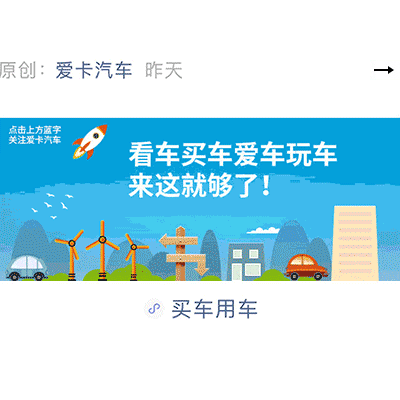 原创: 爱卡汽车 昨天
点击上方蓝字
关注爱卡汽车
看车买车爱车玩车
来这就够了!
买车用车